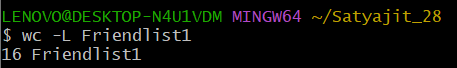 LENOVO@DESKTOP-N4U1VDM MINGW64 ~/Satyajit_28
$ wc -L Friendlist1
16 Friendlist1